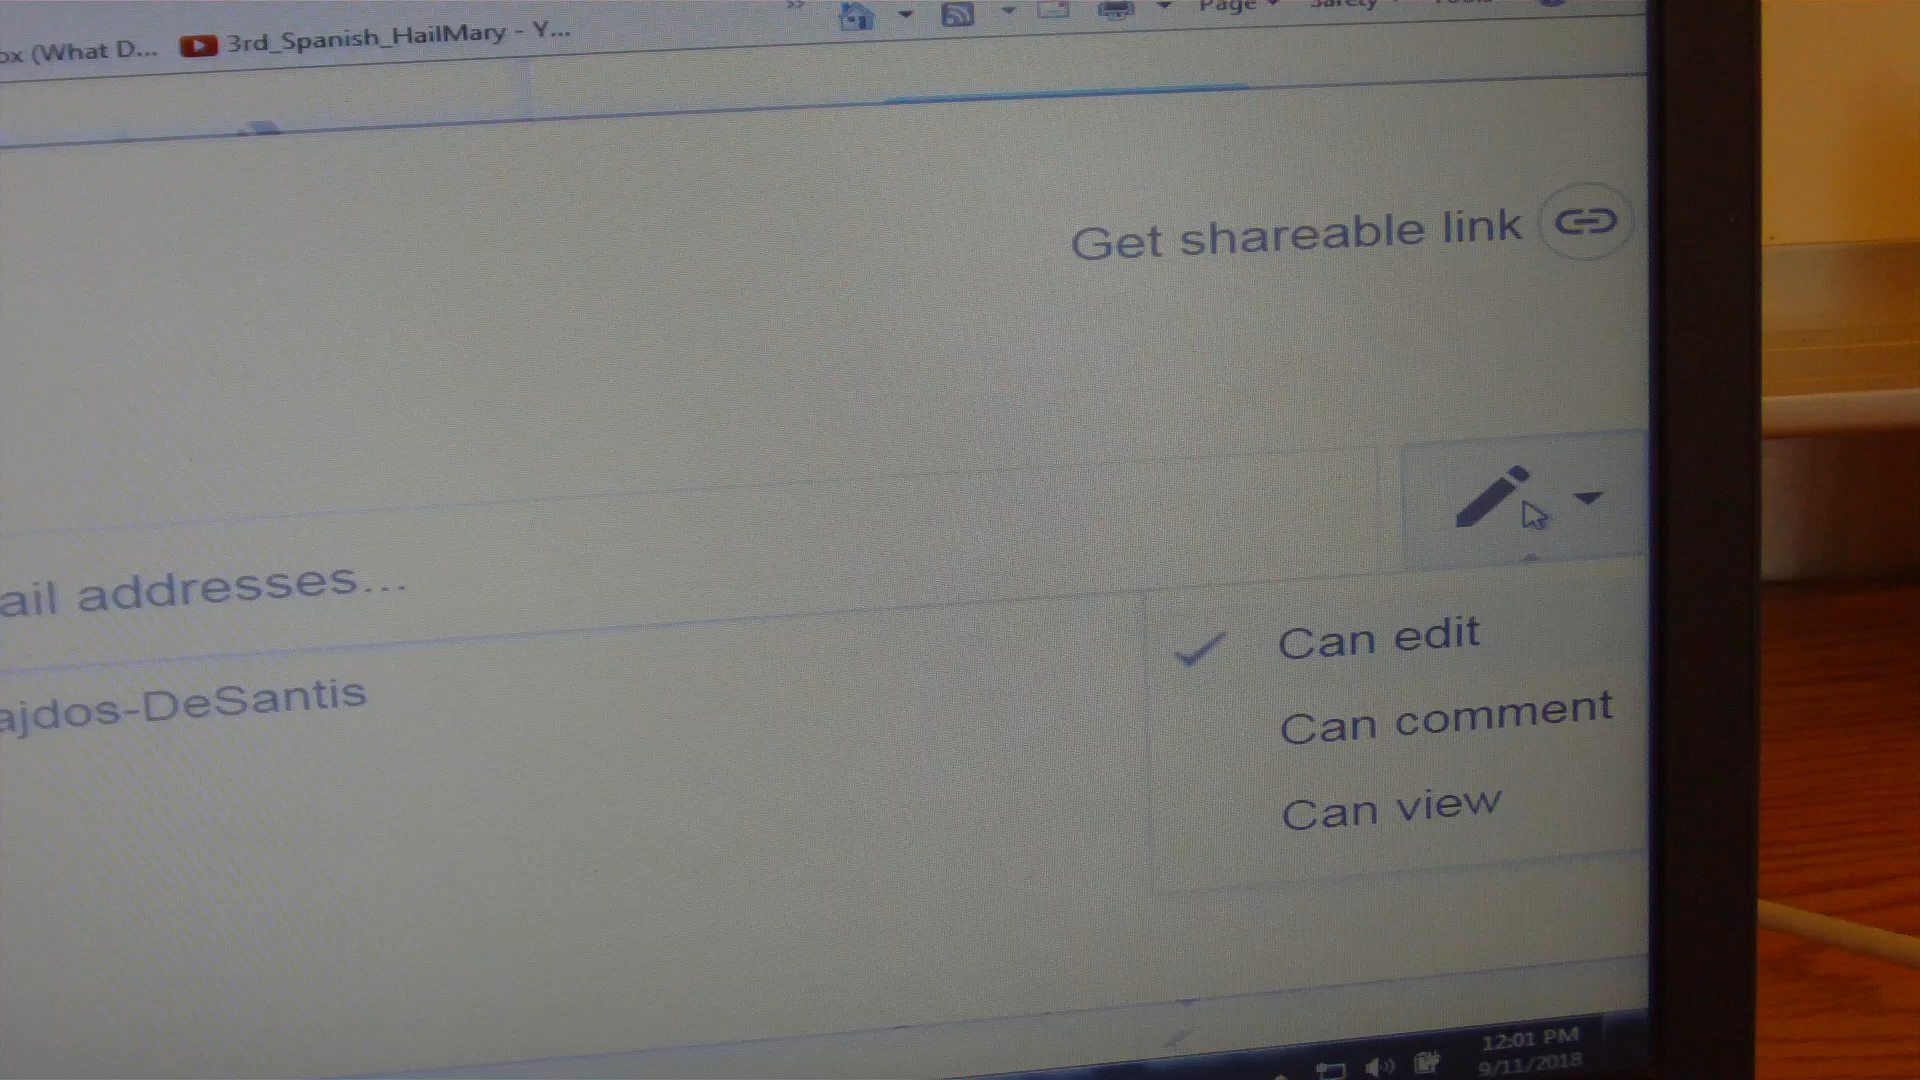 ox (What D...
3rd_Spanish_HailMary - Y...
Page
Safety
Get shareable link
ail addresses...
ajdos-DeSantis
Can edit
Can comment
Can view
12:01 PM
9/11/2018